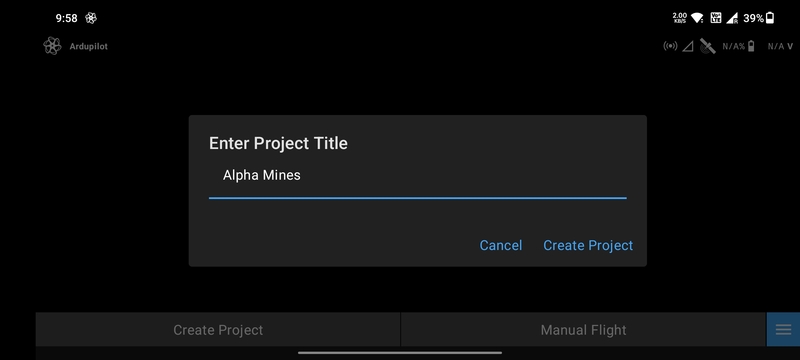 9:58
2.00
KB/S
39%
Ardupilot
N/A%
N/A V
Enter Project Title
Alpha Mines
Cancel
Create Project
Create Project
Manual Flight